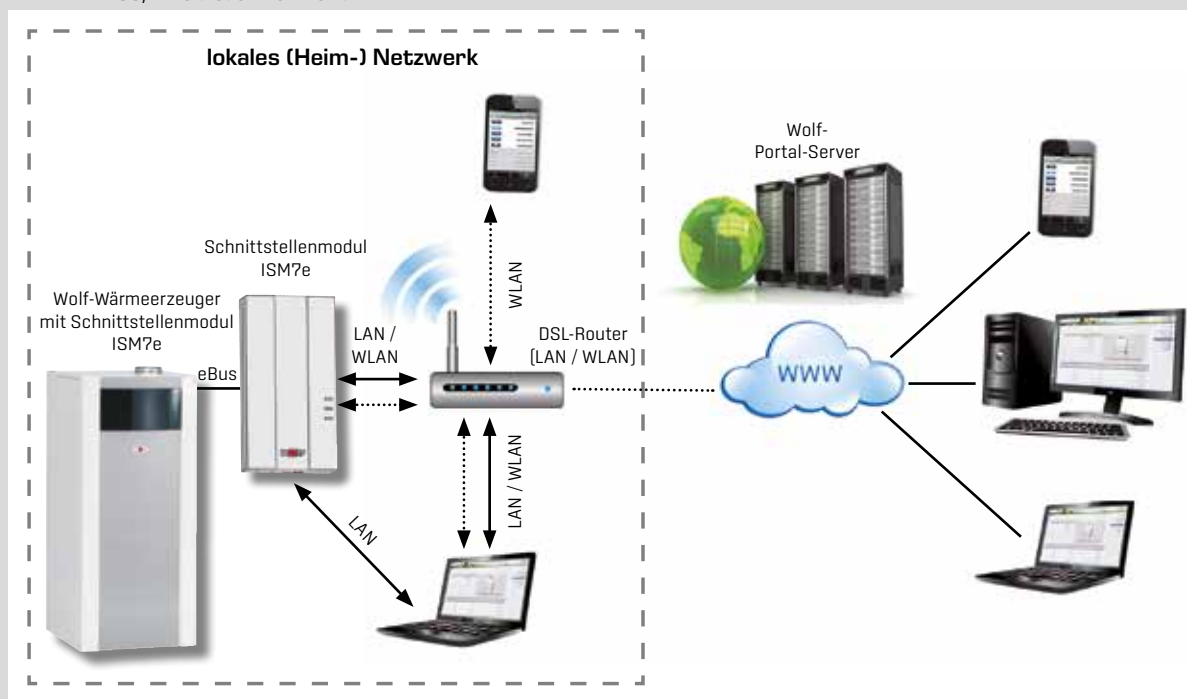 lokales (Heim-) Netzwerk
Wolf-
Portal-Server
Schnittstellenmodul
ISM7e
WLAN
Wolf-Wärmeerzeuger
mit Schnittstellenmodul
ISM7e
LAN /
WLAN
DSL-Router
(LAN / WLAN)
eBus
WWW
LAN / WLAN
LAN